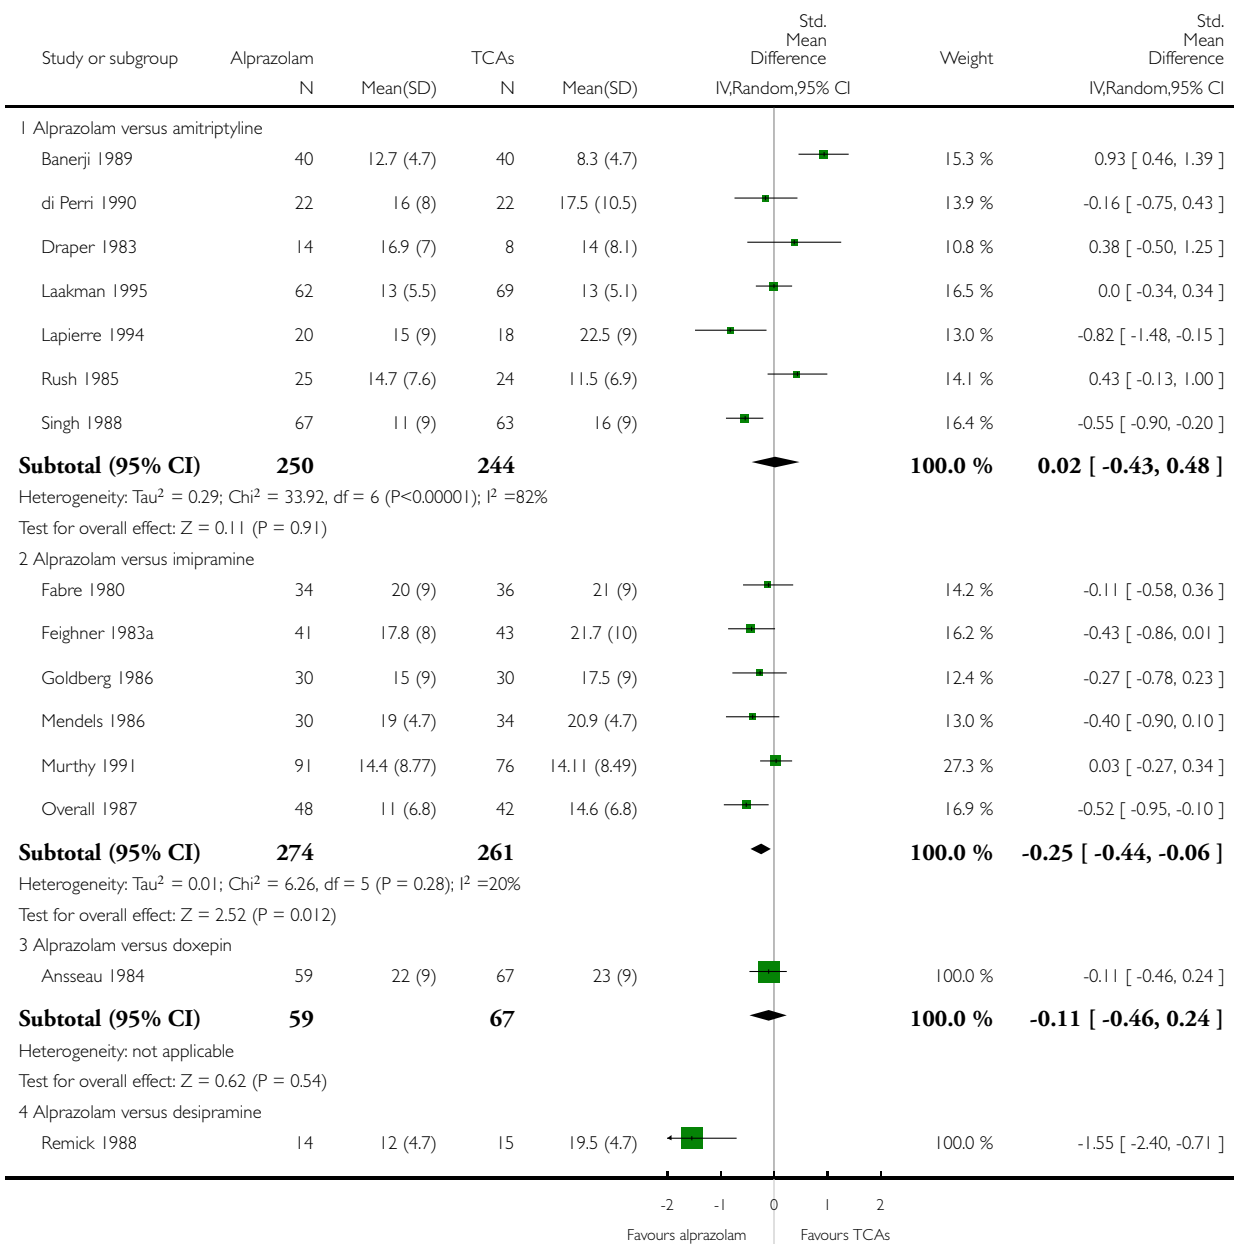 Std. Mean Difference Std. Mean Difference
Study or subgroup Alprazolam TCAs Weight
N Mean(SD) N Mean(SD) IV,Random,95% CI IV,Random,95% CI
1 Alprazolam versus amitriptyline
Banerji 1989 40 12.7 (4.7) 40 8.3 (4.7) 15.3 % 0.93 [ 0.46, 1.39 ]
di Perri 1990 22 16 (8) 22 17.5 (10.5) 13.9 % -0.16 [ -0.75, 0.43 ]
Draper 1983 14 16.9 (7) 8 14 (8.1) 10.8 % 0.38 [ -0.50, 1.25 ]
Laakman 1995 62 13 (5.5) 69 13 (5.1) 16.5 % 0.0 [ -0.34, 0.34 ]
Lapierre 1994 20 15 (9) 18 22.5 (9) 13.0 % -0.82 [ -1.48, -0.15 ]
Rush 1985 25 14.7 (7.6) 24 11.5 (6.9) 14.1 % 0.43 [ -0.13, 1.00 ]
Singh 1988 67 11 (9) 63 16 (9) 16.4 % -0.55 [ -0.90, -0.20 ]
Subtotal (95% CI) 250 244 100.0 % 0.02 [ -0.43, 0.48 ]
Heterogeneity: Tau² = 0.29; Chi² = 33.92, df = 6 (P<0.00001); I² =82%
Test for overall effect: Z = 0.11 (P = 0.91)
2 Alprazolam versus imipramine
Fabre 1980 34 20 (9) 36 21 (9) 14.2 % -0.11 [ -0.58, 0.36 ]
Feighner 1983a 41 17.8 (8) 43 21.7 (10) 16.2 % -0.43 [ -0.86, 0.01 ]
Goldberg 1986 30 15 (9) 30 17.5 (9) 12.4 % -0.27 [ -0.78, 0.23 ]
Mendels 1986 30 19 (4.7) 34 20.9 (4.7) 13.0 % -0.40 [ -0.90, 0.10 ]
Murthy 1991 91 14.4 (8.77) 76 14.11 (8.49) 27.3 % 0.03 [ -0.27, 0.34 ]
Overall 1987 48 11 (6.8) 42 14.6 (6.8) 16.9 % -0.52 [ -0.95, -0.10 ]
Subtotal (95% CI) 274 261 100.0 % -0.25 [ -0.44, -0.06 ]
Heterogeneity: Tau² = 0.01; Chi² = 6.26, df = 5 (P = 0.28); I² =20%
Test for overall effect: Z = 2.52 (P = 0.012)
3 Alprazolam versus doxepin
Ansseau 1984 59 22 (9) 67 23 (9) 100.0 % -0.11 [ -0.46, 0.24 ]
Subtotal (95% CI) 59 67 100.0 % -0.11 [ -0.46, 0.24 ]
Heterogeneity: not applicable
Test for overall effect: Z = 0.62 (P = 0.54)
4 Alprazolam versus desipramine
Remick 1988 14 12 (4.7) 15 19.5 (4.7) 100.0 % -1.55 [ -2.40, -0.71 ]
-2 -1 0 1 2
Favours alprazolam Favours TCAs